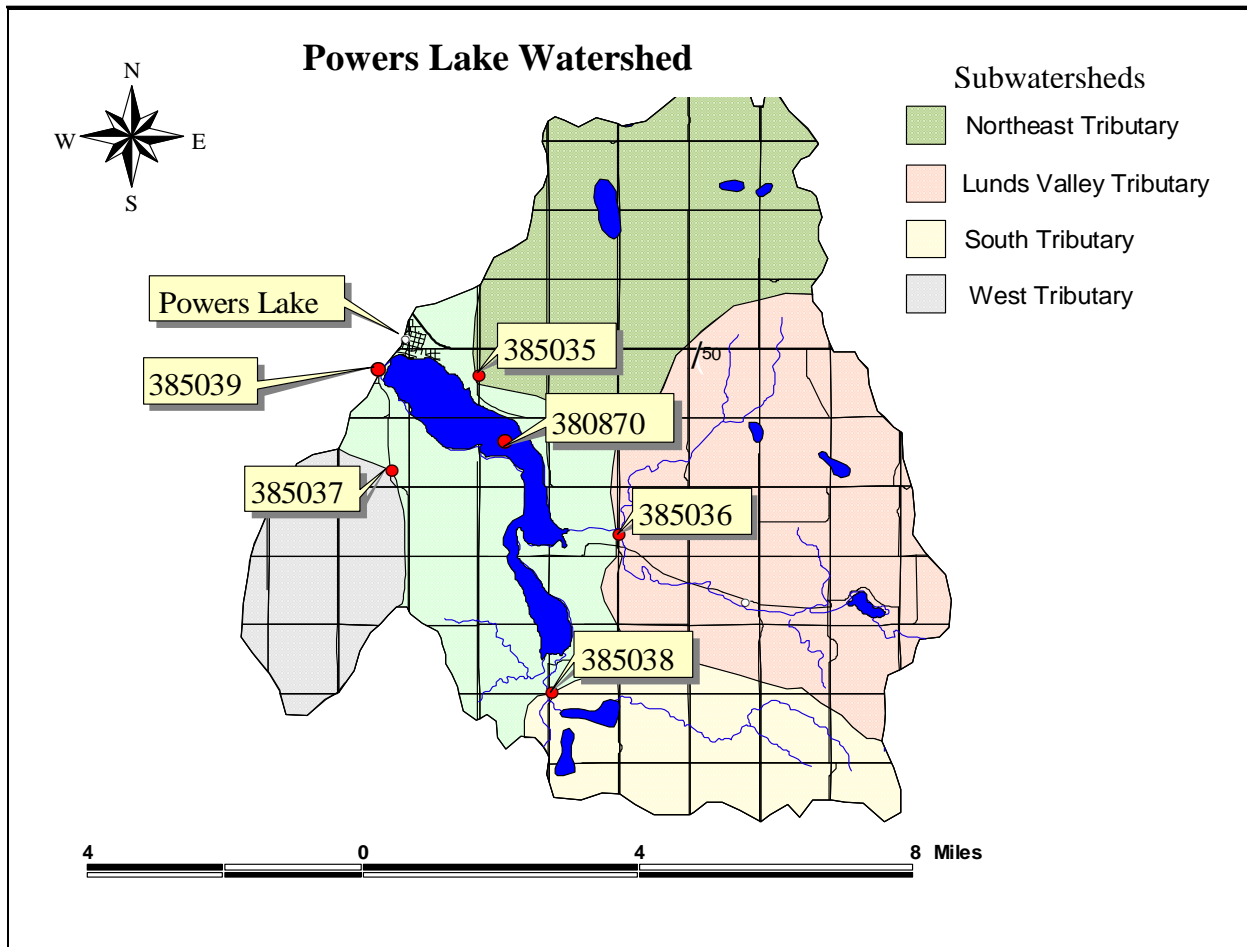 Powers Lake Watershed
N
W
E
S
Subwatersheds
Northeast Tributary
Lunds Valley Tributary
South Tributary
West Tributary
Powers Lake
385035
50
385039
380870
385037
385036
385038
4
0
4
8
Miles